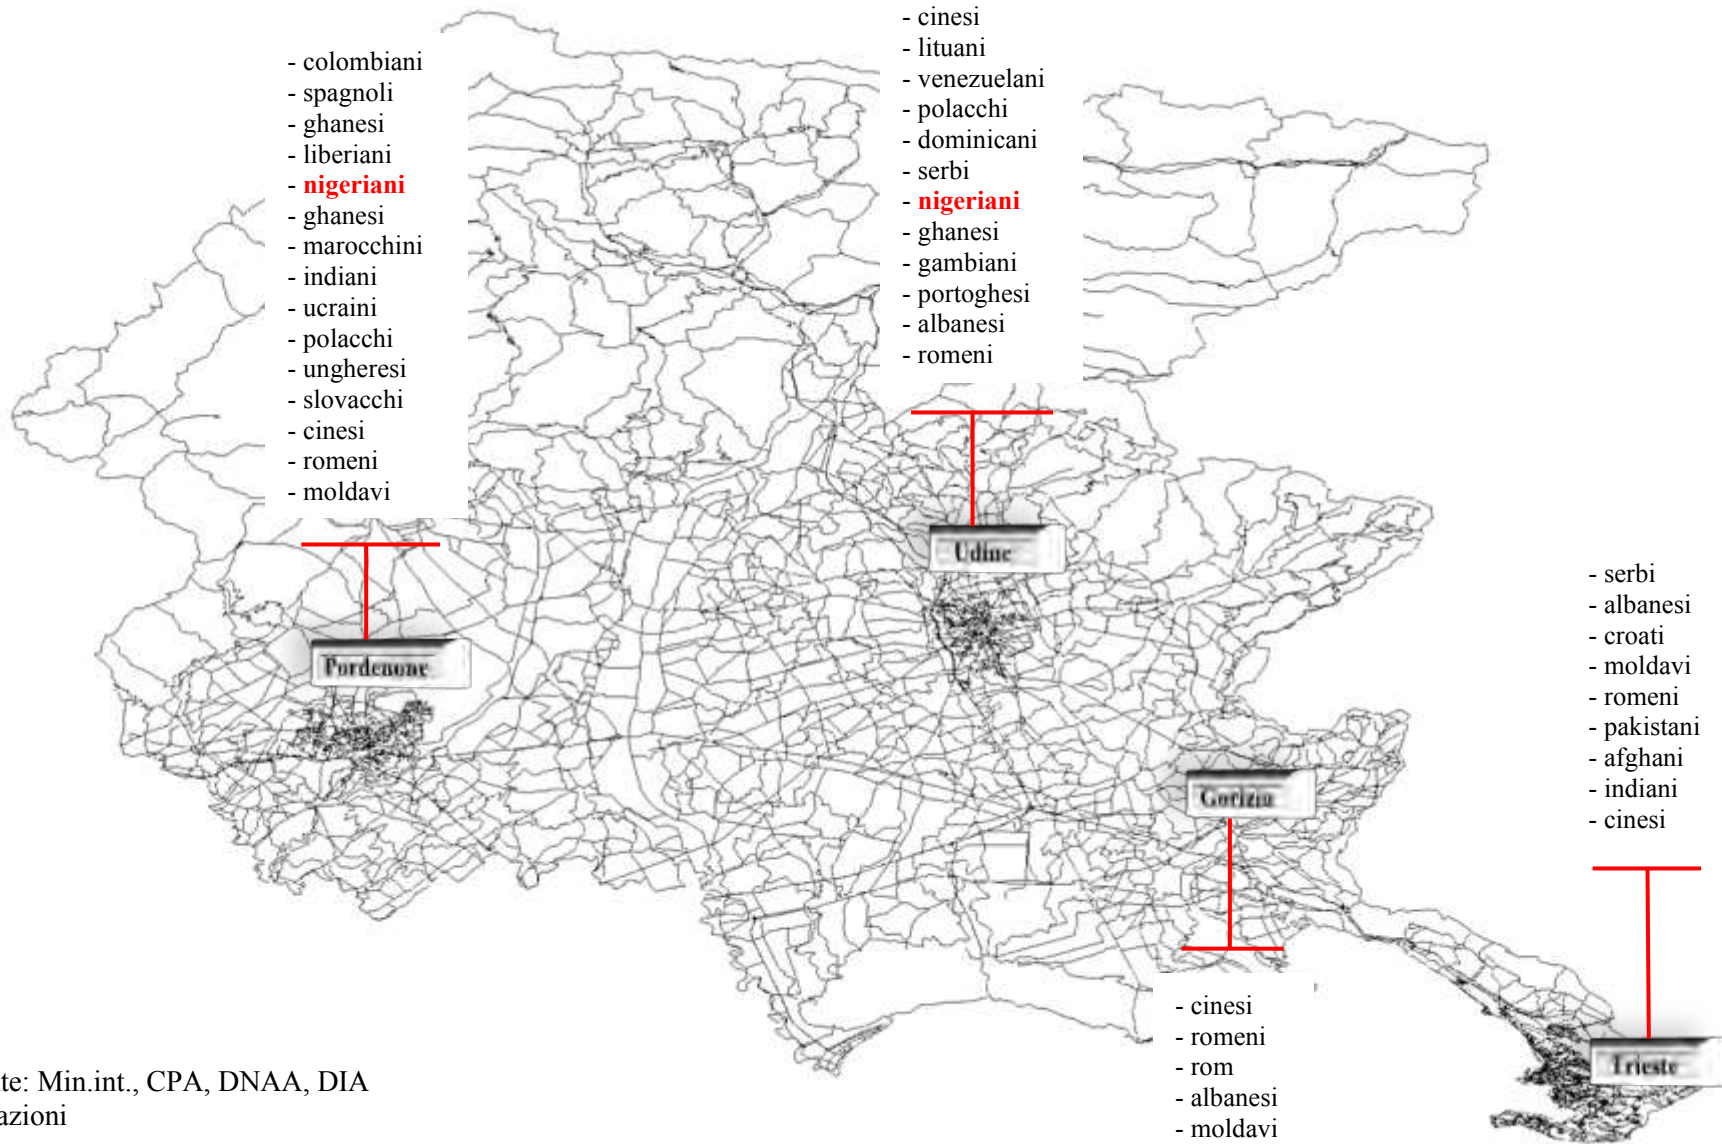 - colombiani
- spagnoli
- ghanesi
- liberiani
- nigeriani
- ghanesi
- marocchini
- indiani
- ucraini
- polacchi
- ungheresi
- slovacchi
- cinesi
- romeni
- moldavi
Pordenone
- cinesi
- lituani
- venezuelani
- polacchi
- dominicani
- serbi
- nigeriani
- ghanesi
- gambiani
- portoghesi
- albanesi
- romeni
Udine
- serbi
- albanesi
- croati
- moldavi
- romeni
- pakistani
- afghani
- indiani
- cinesi
Trieste
Gorizia
- cinesi
- romeni
- rom
- albanesi
- moldavi
te: Min.int., CPA, DNAA, DIA
azioni